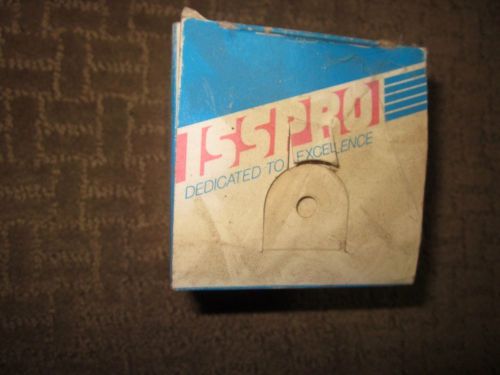 ISSPRO
DEDICATED TO EXCELLENCE